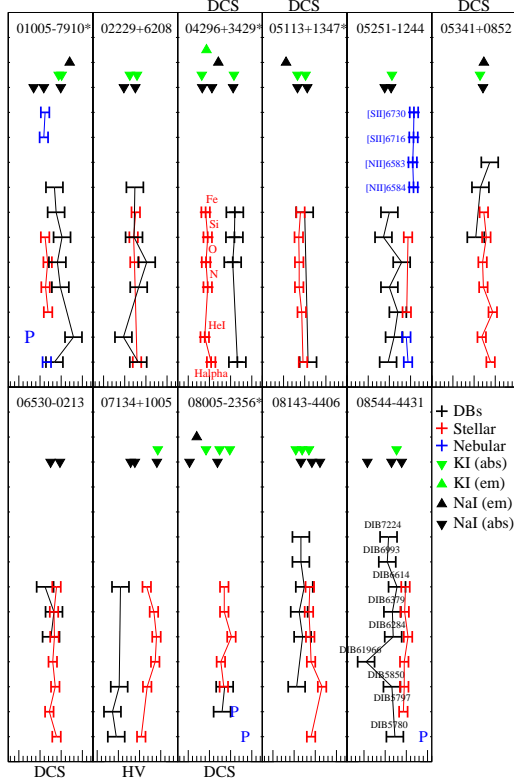 DCS DCS DCS
01005-7910* 02229+6208 04296+3429* 05113+1347* 05251-1244 05341+0852
[SII]6730
[SII]6716
[NII]6583
[NII]6584
Fe
Si
O
N
HeI
Halpha
P
06530-0213 07134+1005 08005-2356* 08143-4406 08544-4431
DBs
Stellar
Nebular
KI (abs)
KI (em)
NaI (em)
NaI (abs)
DIB7224
DIB6993
DIB6614
DIB6379
DIB6284
DIB61966
DIB5850
DIB5797
DIB5780
P
P
P
DCS HV DCS